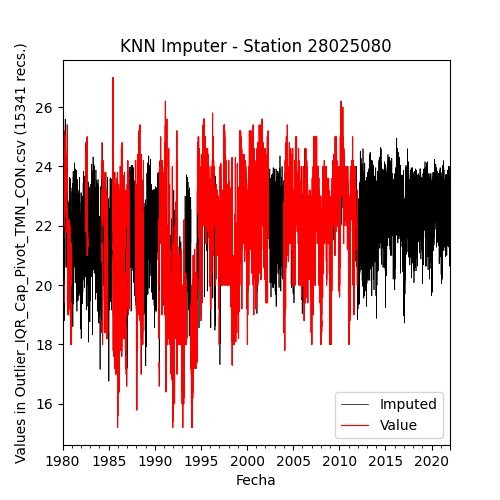 KNN Imputer - Station 28025080
Values in Outlier_IQR_Cap_Pivot_TMN_CON.csv (15341 recs.)
26
24
22
20
18
16
1980 1985 1990 1995 2000 2005 2010 2015 2020
Fecha
Imputed
Value